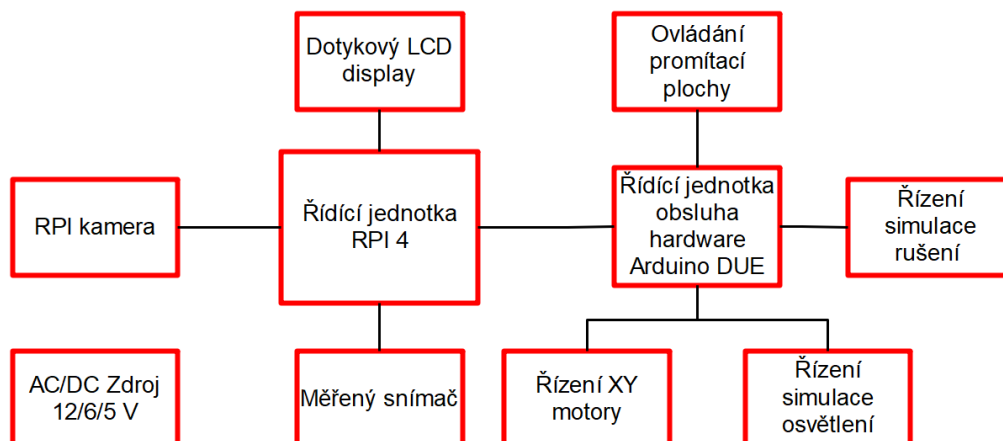 Dotykový LCD
display
Ovládání
promítací
plochy
RPI kamera
Řídící jednotka
RPI 4
Řídící jednotka
obsluha
hardware
Arduino DUE
Řízení
simulace
rušení
AC/DC Zdroj
12/6/5 V
Měřený snímač
Řízení XY
motory
Řízení
simulace
osvětlení